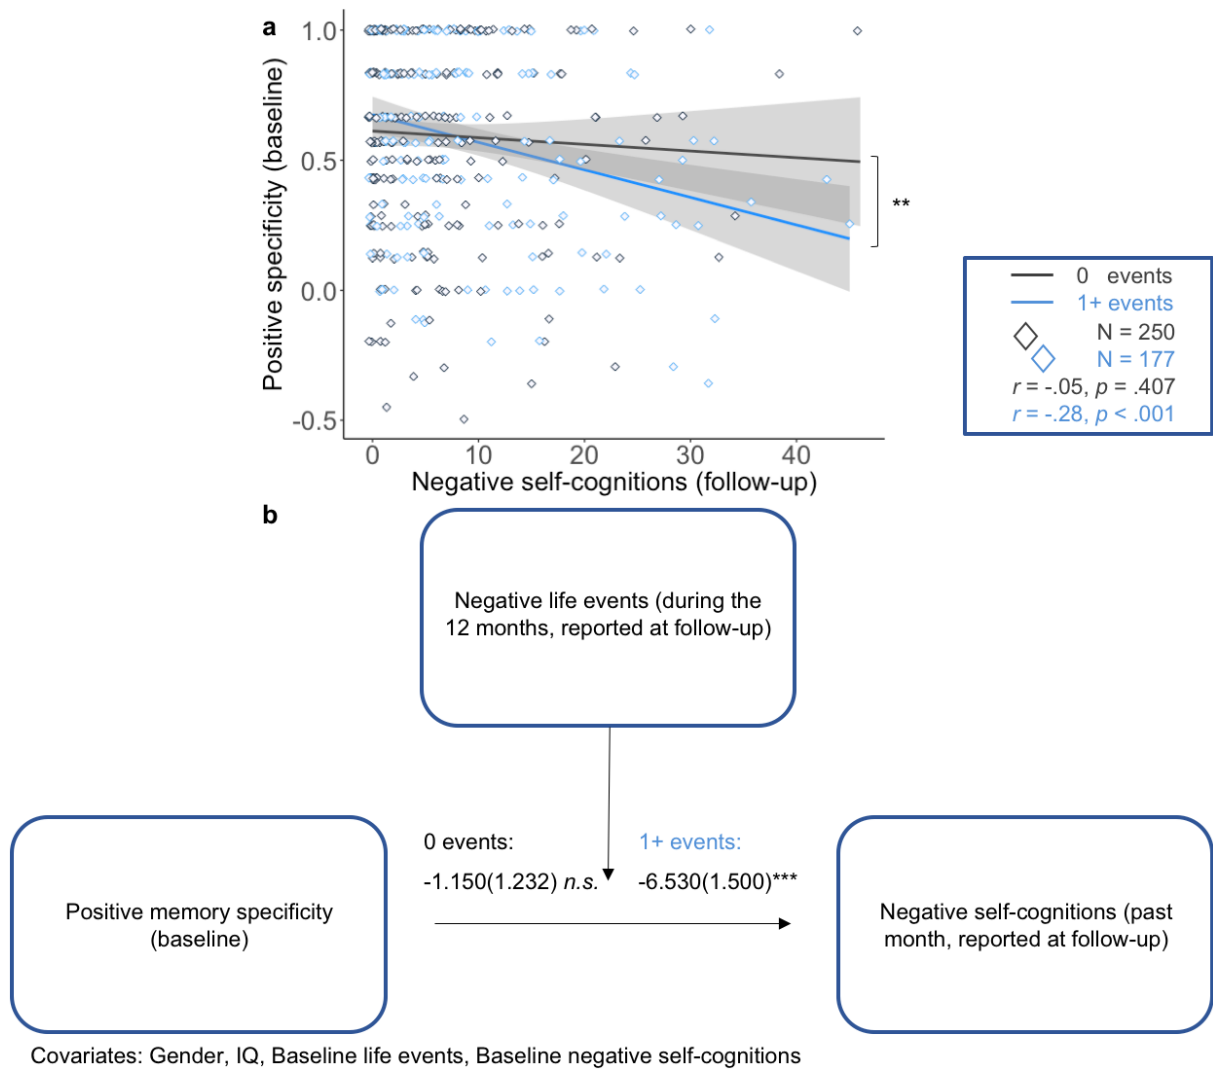 a
Positive specificity (baseline)
1.0
0.5
0.0
-0.5
0 10 20 30 40
Negative self-cognitions (follow-up)
**
0 events
1+ events
N = 250
N = 177
r = -.05, p = .407
r = -.28, p < .001
b
Negative life events (during the
12 months, reported at follow-up)
0 events: 1+ events:
-1.150(1.232) n.s. -6.530(1.500)***
Positive memory specificity
(baseline)
Negative self-cognitions (past
month, reported at follow-up)
Covariates: Gender, IQ, Baseline life events, Baseline negative self-cognitions